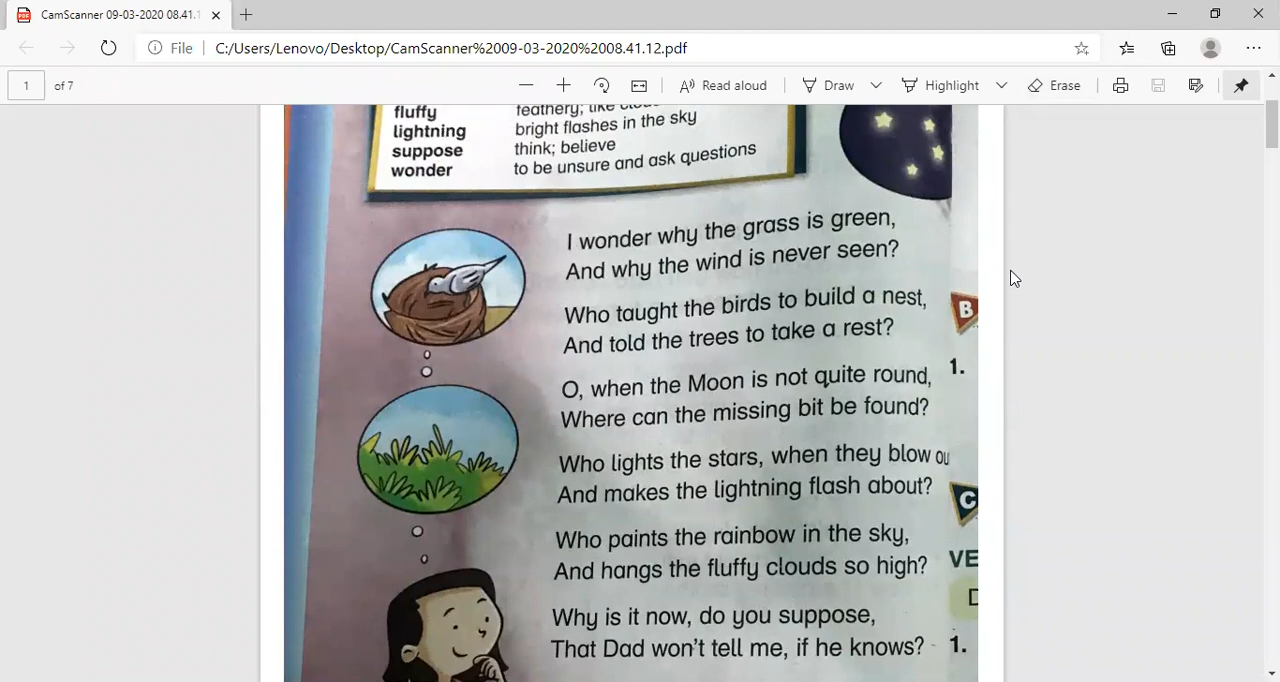 CamScanner 09-03-2020 08.41.1
File C:/Users/Lenovo/Desktop/CamScanner%2009-03-2020%2008.41.12.pdf
1 of 7 Read aloud Draw Highlight Erase
fluffy feathery; like
lightning bright flashes in the sky
suppose think; believe
wonder to be unsure and ask questions
I wonder why the grass is green,
And why the wind is never seen?
Who taught the birds to build a nest,
And told the trees to take a rest?
O, when the Moon is not quite round,
Where can the missing bit be found?
Who lights the stars, when they blow ou
And makes the lightning flash about?
Who paints the rainbow in the sky,
And hangs the fluffy clouds so high?
Why is it now, do you suppose,
That Dad won't tell me, if he knows?
B
1.
C
VE
1.